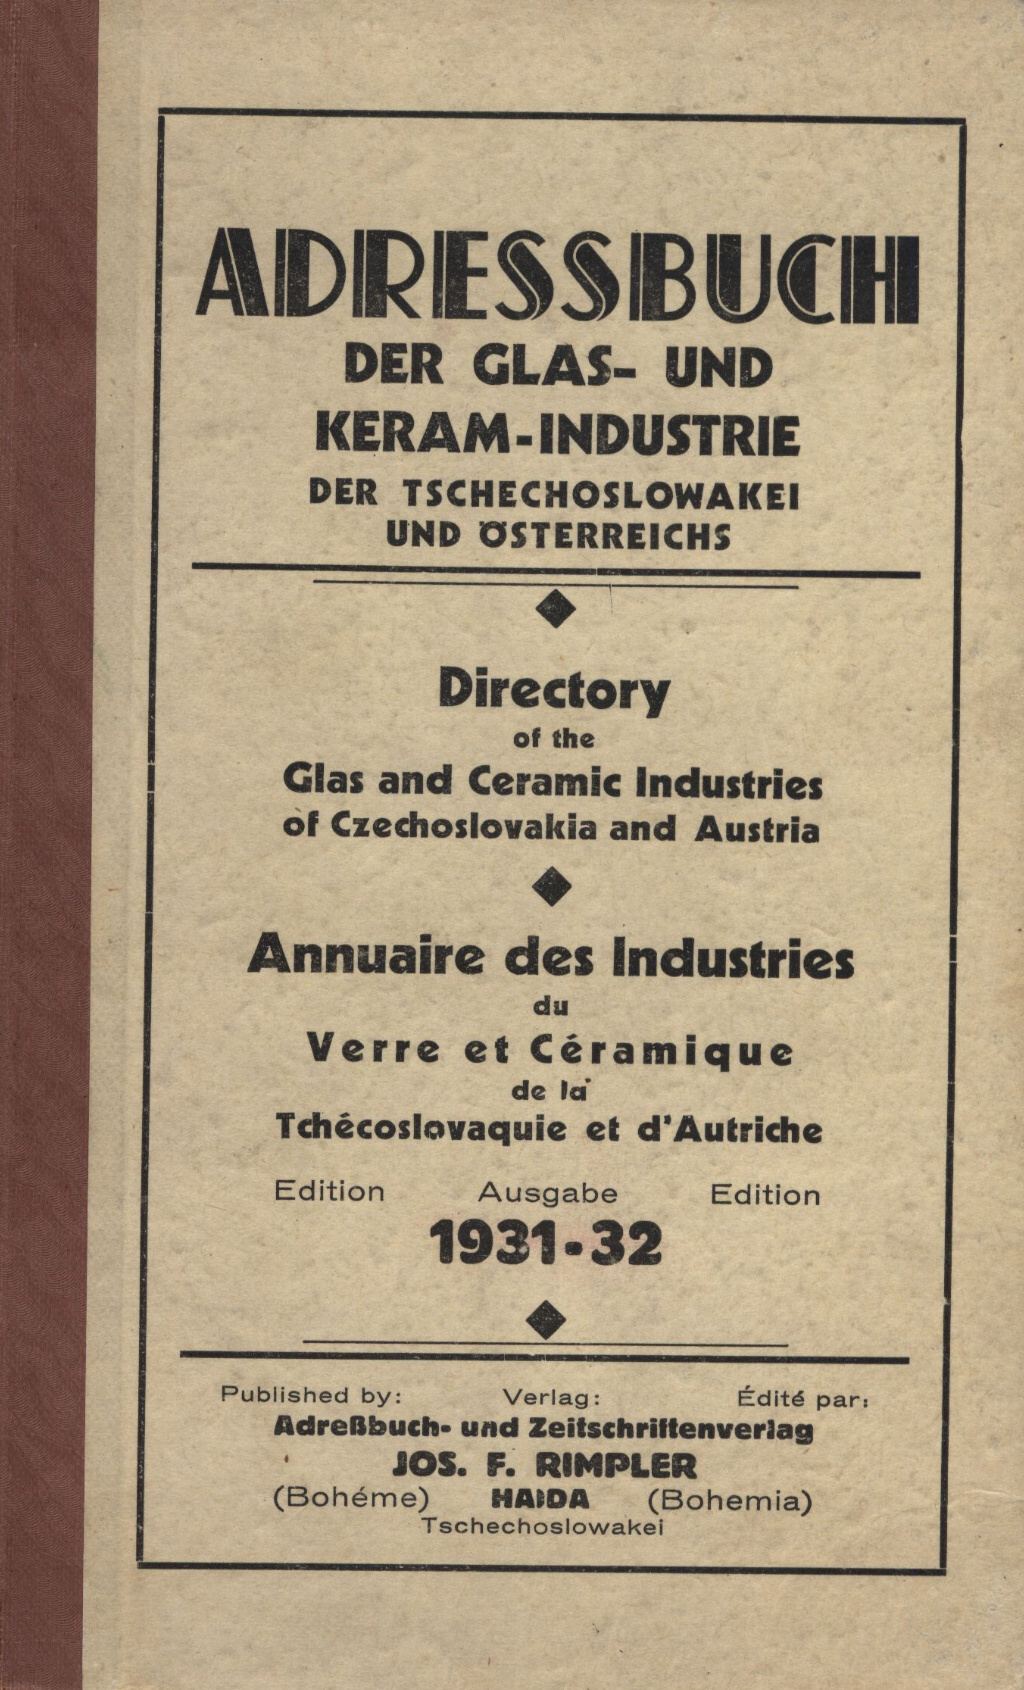 ADRESSBUCH
DER GLAS- UND
KERAM-INDUSTRIE
DER TSCHECHOSLOWAKEI
UND ÖSTERREICHS
Directory
of the
Glas and Ceramic Industries
of Czechoslovakia and Austria
Annuaire des Industries
du
Verre et Céramique
de la
Tchécoslovaquie et d'Autriche
Edition Ausgabe Edition
1931-32
Published by: Verlag: Édité par:
Adreßbuch- und Zeitschriftenverlag
JOS. F. RIMPLER
(Bohéme) HAIDA (Bohemia)
Tschechoslowakei